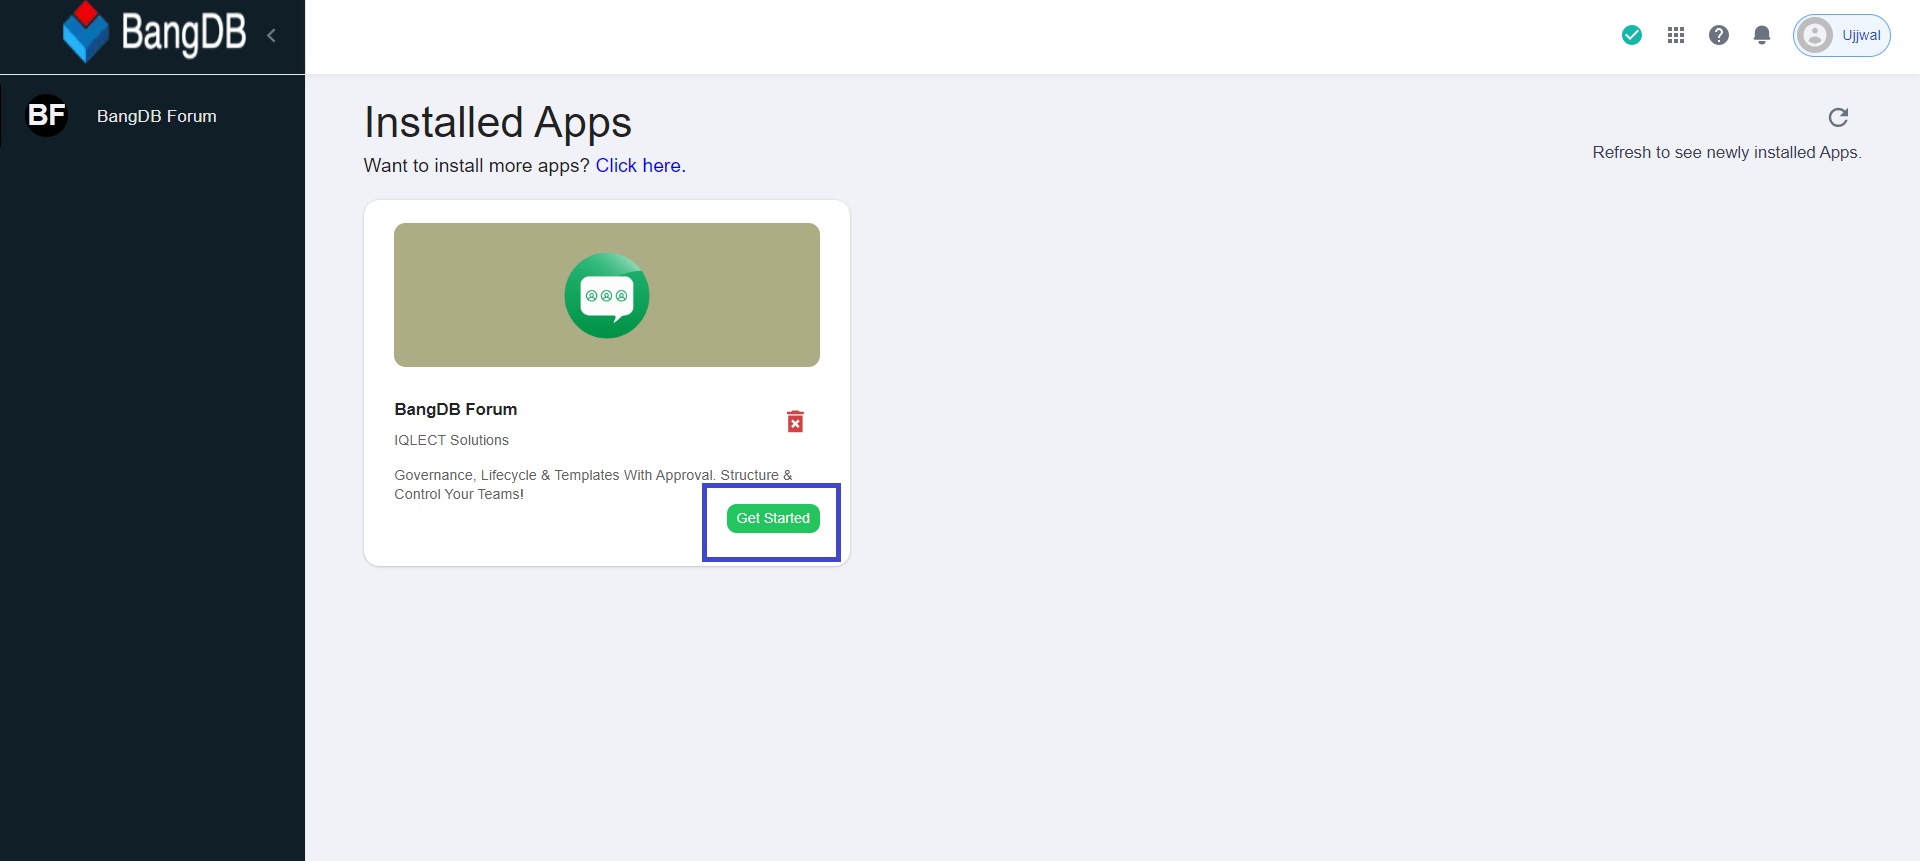 BangDB
Ujjwal
BF BangDB Forum
Installed Apps
Want to install more apps? Click here.
Refresh to see newly installed Apps.
BangDB Forum
IQLECT Solutions
Governance, Lifecycle & Templates With Approval. Structure &
Control Your Teams!
Get Started